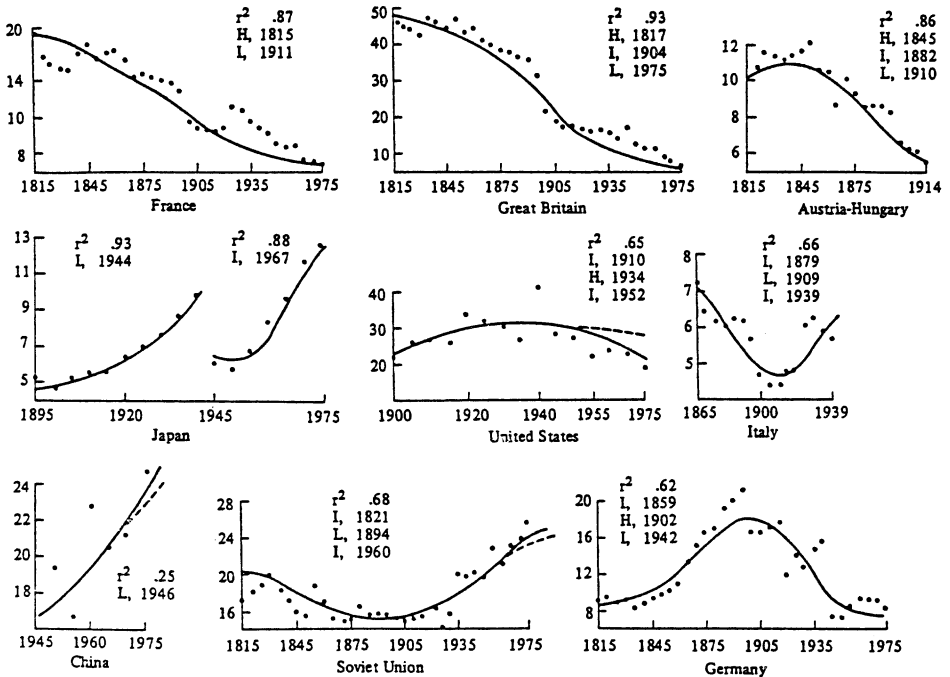 r² .87
H, 1815
I, 1911
20
14
10
8
1815 1845 1875 1905 1935 1975
France
r² .93
H, 1817
I, 1904
L, 1975
50
40
30
20
10
1815 1845 1875 1905 1935 1975
Great Britain
r² .86
H, 1845
I, 1882
L, 1910
12
10
8
6
1815 1845 1875 1914
Austria-Hungary
r² .93
I, 1944
r² .88
I, 1967
13
11
9
7
5
1895 1920 1945 1975
Japan
r² .65
I, 1910
H, 1934
I, 1952
40
30
20
1900 1920 1940 1955 1975
United States
r² .66
I, 1879
L, 1909
I, 1939
8
7
6
5
1865 1900 1939
Italy
24
22
20
18
r² .25
L, 1946
1945 1960 1975
China
r² .68
I, 1821
L, 1894
I, 1960
28
24
20
16
1815 1845 1875 1905 1935 1975
Soviet Union
r² .62
I, 1859
H, 1902
I, 1942
20
16
12
8
1815 1845 1875 1905 1935 1975
Germany